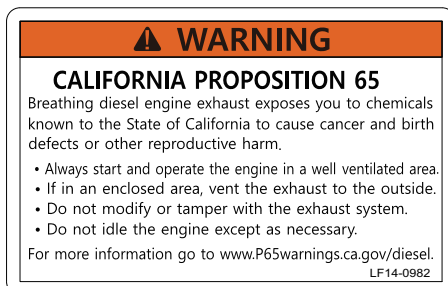 WARNING
CALIFORNIA PROPOSITION 65
Breathing diesel engine exhaust exposes you to chemicals
known to the State of California to cause cancer and birth
defects or other reproductive harm.
• Always start and operate the engine in a well ventilated area.
• If in an enclosed area, vent the exhaust to the outside.
• Do not modify or tamper with the exhaust system.
• Do not idle the engine except as necessary.
For more information go to www.P65warnings.ca.gov/diesel.
LF14-0982